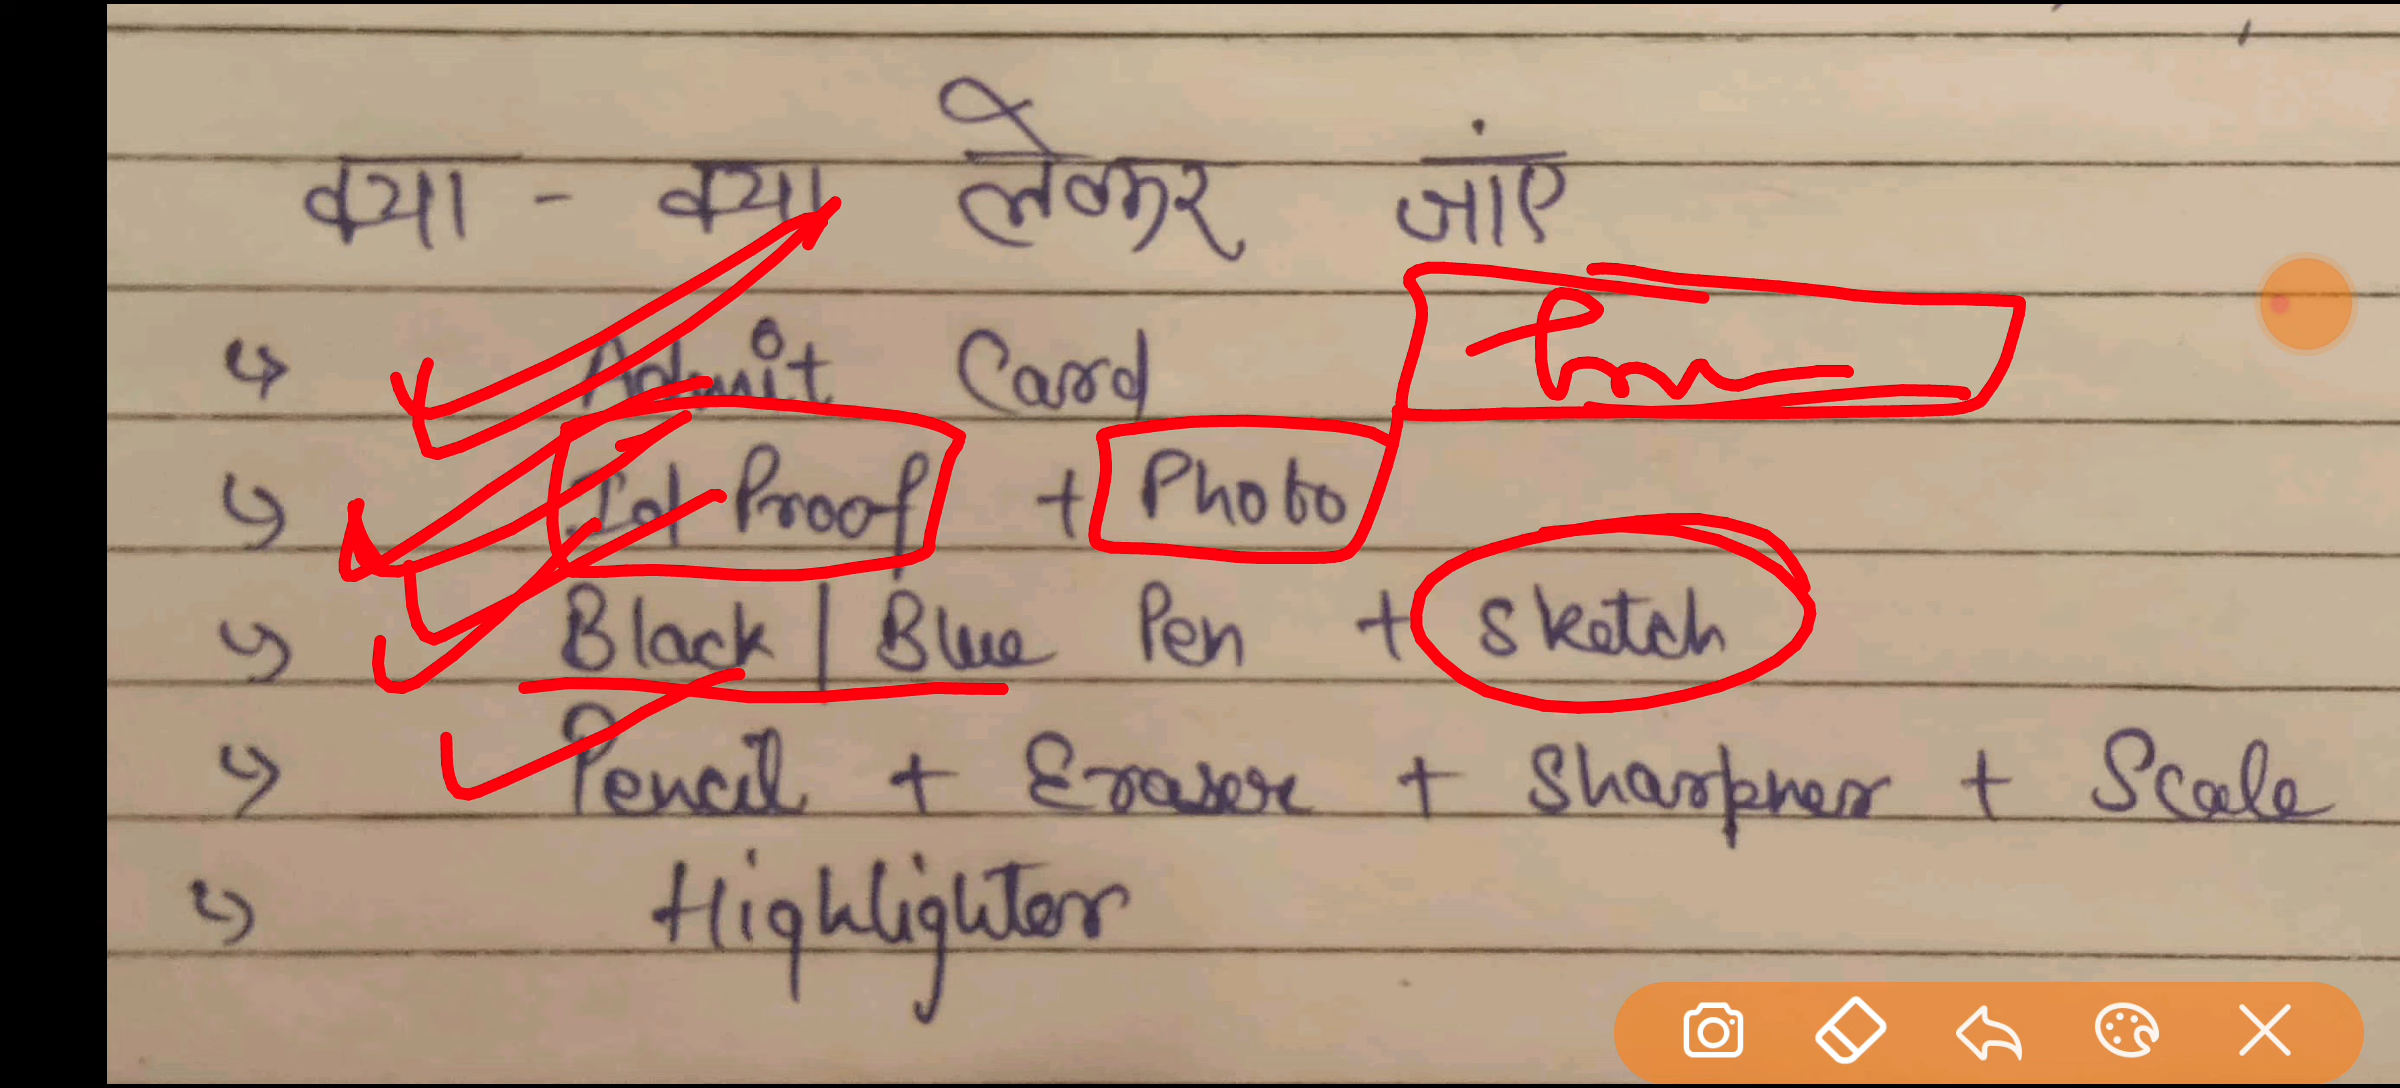 क्या - क्या लेकर जाएं
↪ Admit Card
↪ Id Proof + Photo
↪ Black | Blue Pen + Sketch
↪ Pencil + Eraser + Sharpner + Scale
↪ Highlighter